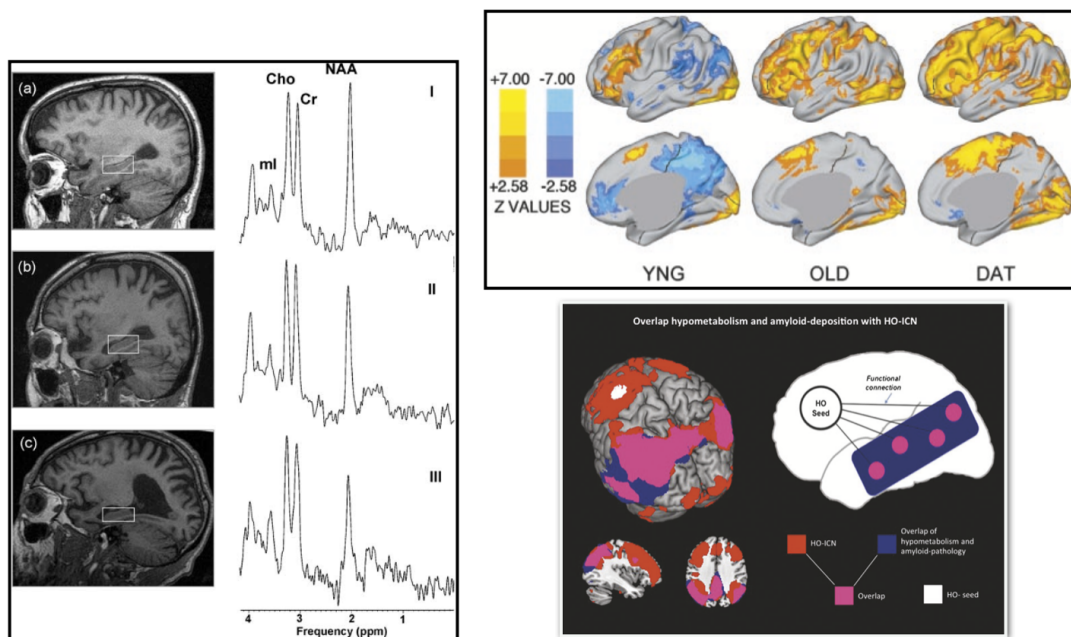 (a)
Cho
NAA
Cr
mI
I
(b)
II
(c)
III
4 3 2 1
Frequency (ppm)
+7.00 -7.00
+2.58 -2.58
Z VALUES
YNG OLD DAT
Overlap hypometabolism and amyloid-deposition with HO-ICN
Functional
connection
HO
Seed
HO-ICN
Overlap of
hypometabolism and
amyloid-pathology
Overlap
HO- seed